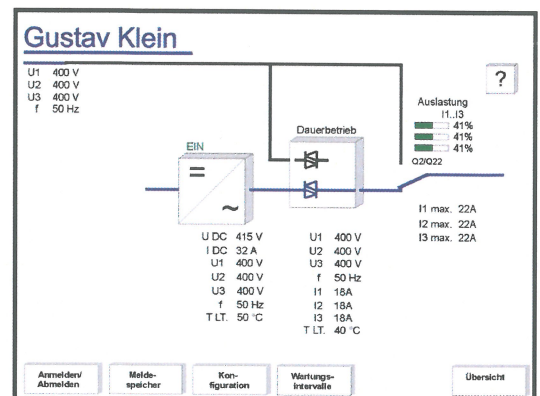 Gustav Klein
U1 400 V
U2 400 V
U3 400 V
f 50 Hz
?
Auslastung
I1..I3
41%
41%
41%
Q2/Q22
Dauerbetrieb
EIN
=
~
I1 max. 22A
I2 max. 22A
I3 max. 22A
U DC 415 V
I DC 32 A
U1 400 V
U2 400 V
U3 400 V
f 50 Hz
T LT. 50 °C
U1 400 V
U2 400 V
U3 400 V
f 50 Hz
I1 18A
I2 18A
I3 18A
T LT. 40 °C
Anmelden/
Abmelden
Melde-
speicher
Kon-
figuration
Wartungs-
Intervalle
Übersicht